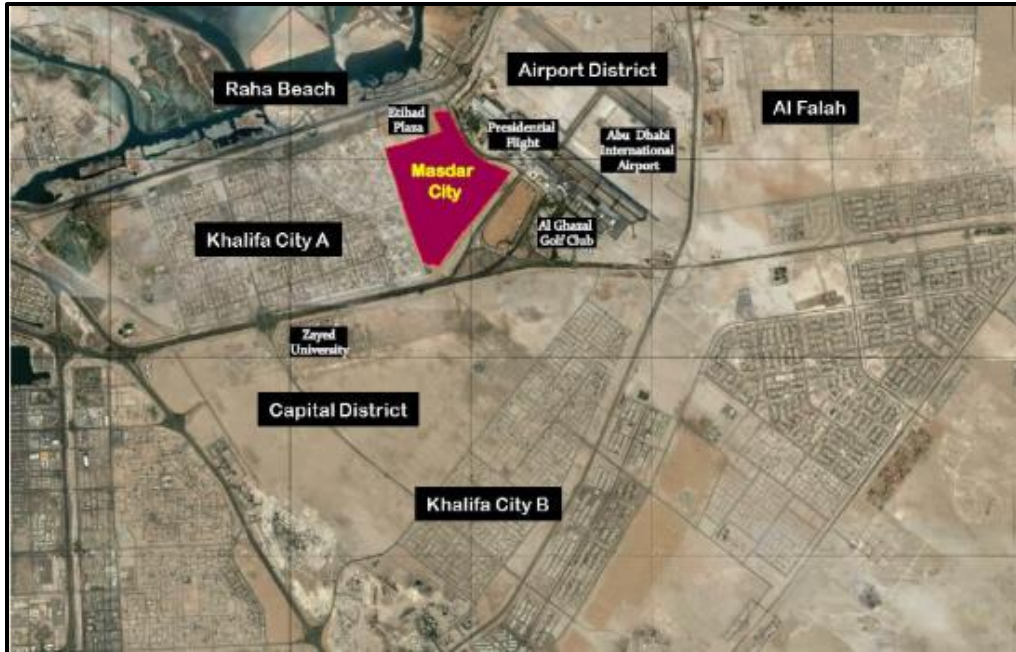 Airport District
Raha Beach
Al Falah
Etihad
Plaza
Presidential
Flight
Abu Dhabi
International
Airport
Masdar
City
Khalifa City A
Al Ghazal
Golf Club
Zayed
University
Capital District
Khalifa City B